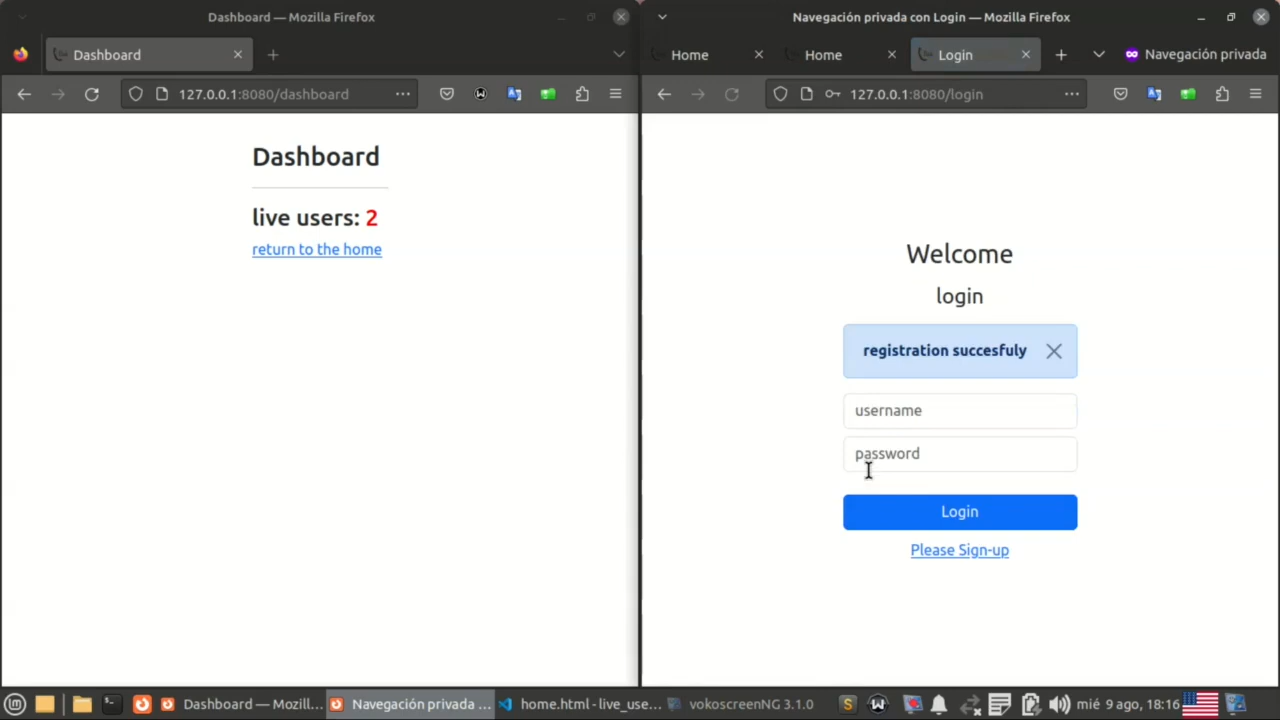 Dashboard — Mozilla Firefox
Dashboard
127.0.0.1:8080/dashboard
Dashboard
live users: 2
return to the home
Navegación privada con Login — Mozilla Firefox
Home
Home
Login
Navegación privada
127.0.0.1:8080/login
Welcome
login
registration succesfuly
username
password
Login
Please Sign-up
Dashboard — Mozill...
Navegación privada ...
home.html - live_use...
vokoscreenNG 3.1.0
mié 9 ago, 18:16